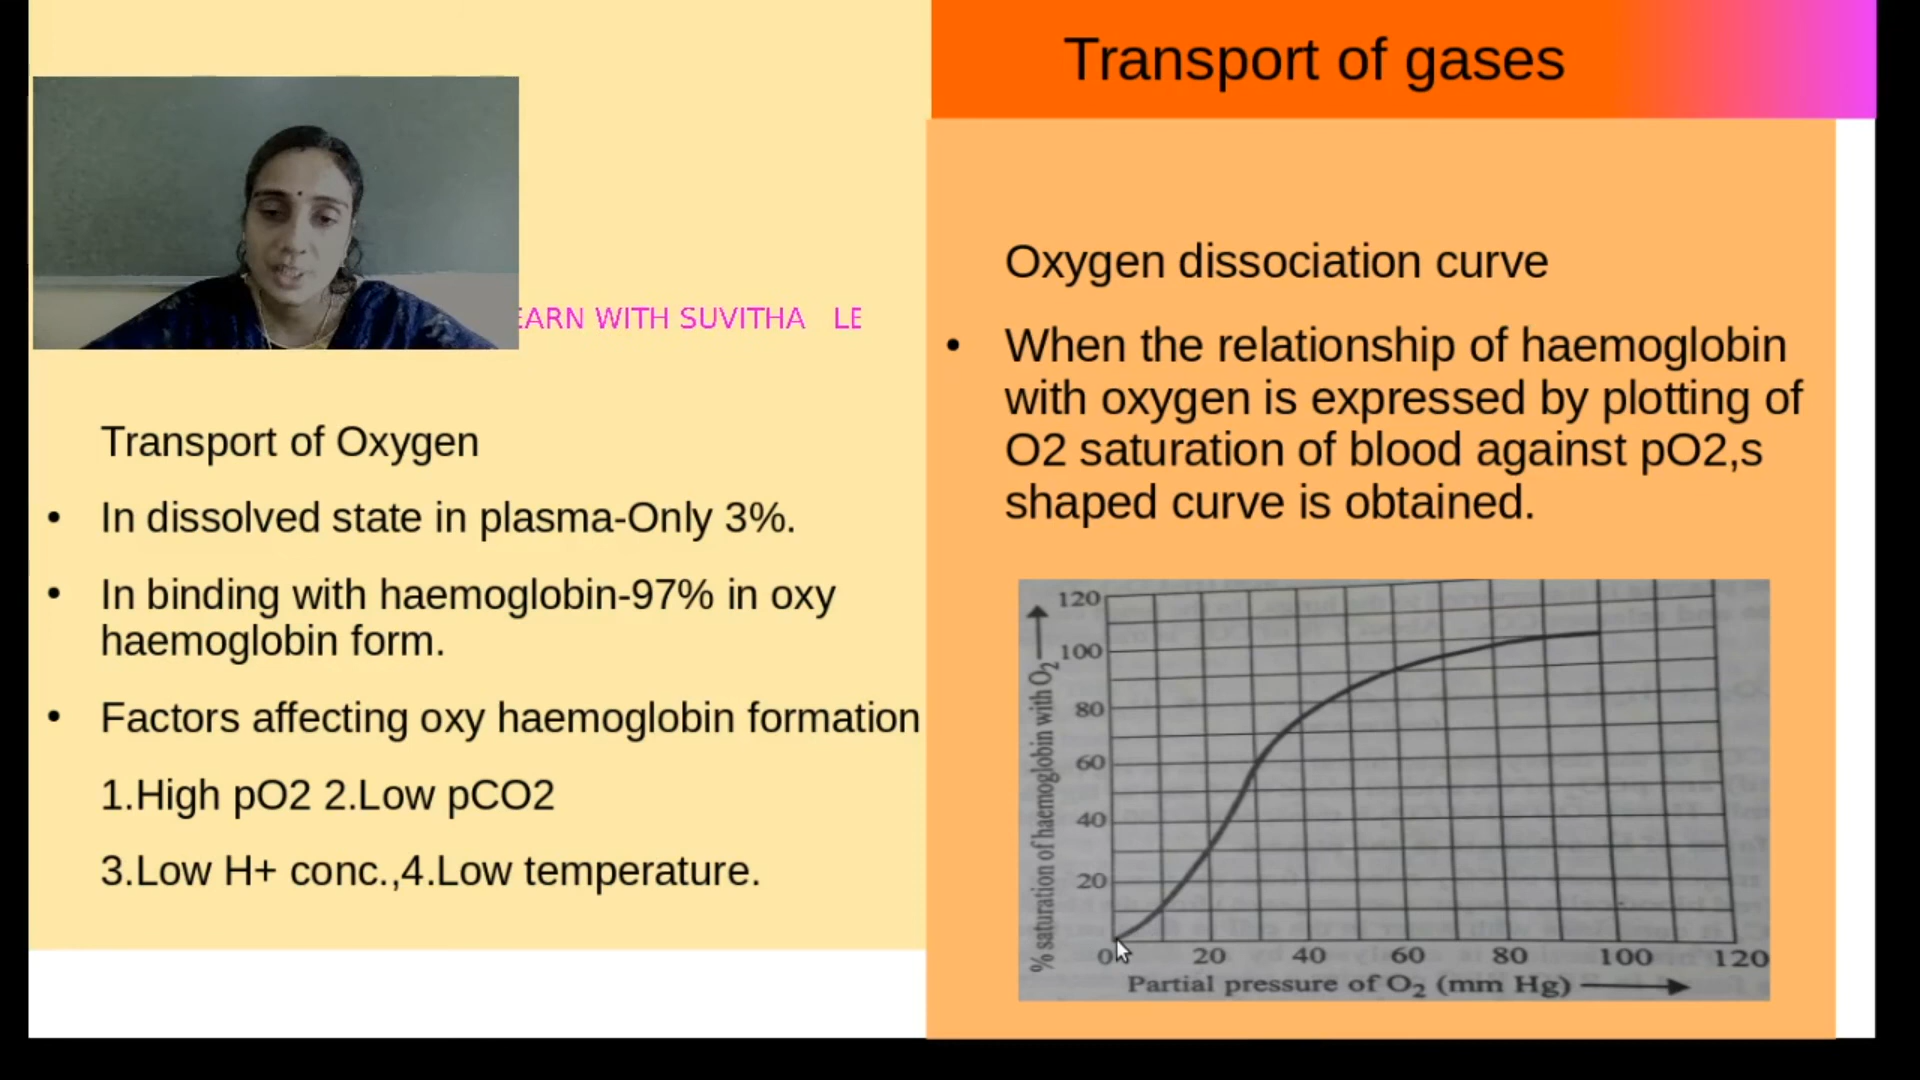 Transport of gases
EARN WITH SUVITHA LE
Transport of Oxygen
• In dissolved state in plasma-Only 3%.
• In binding with haemoglobin-97% in oxy
haemoglobin form.
• Factors affecting oxy haemoglobin formation
1.High pO2 2.Low pCO2
3.Low H+ conc.,4.Low temperature.
Oxygen dissociation curve
• When the relationship of haemoglobin
with oxygen is expressed by plotting of
O2 saturation of blood against pO2,s
shaped curve is obtained.
% saturation of haemoglobin with O2
120
100
80
60
40
20
0 20 40 60 80 100 120
Partial pressure of O2 (mm Hg)